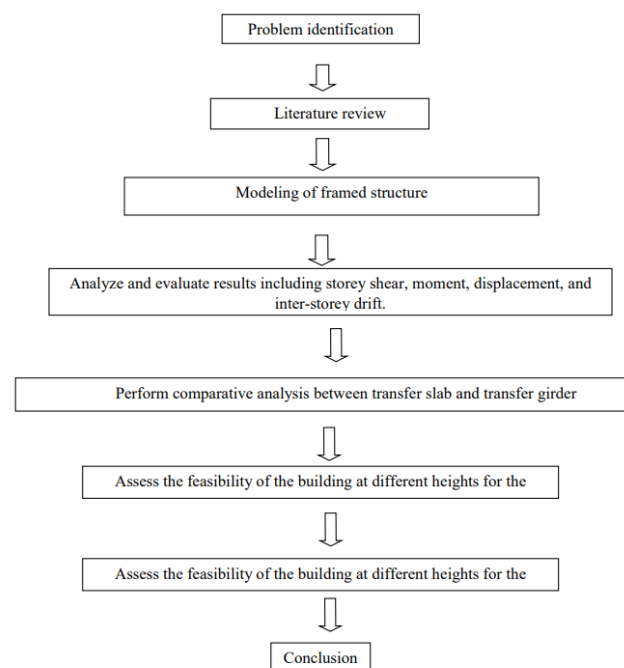 Problem identification
Literature review
Modeling of framed structure
Analyze and evaluate results including storey shear, moment, displacement, and
inter-storey drift.
Perform comparative analysis between transfer slab and transfer girder
Assess the feasibility of the building at different heights for the
Assess the feasibility of the building at different heights for the
Conclusion